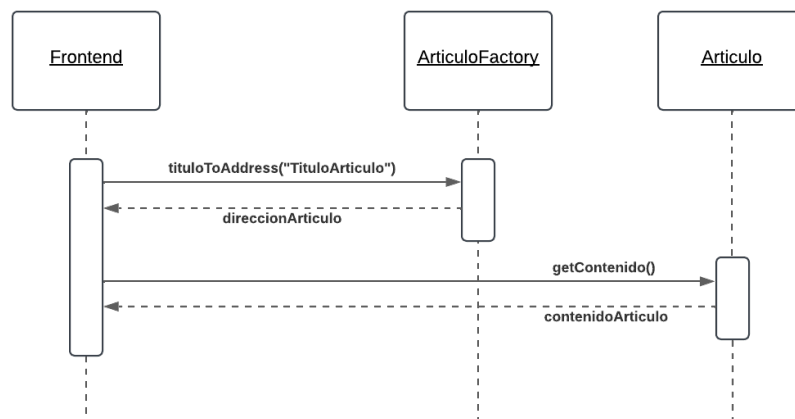 Frontend
ArticuloFactory
Articulo
tituloToAddress("TituloArticulo")
direccionArticulo
getContenido()
contenidoArticulo